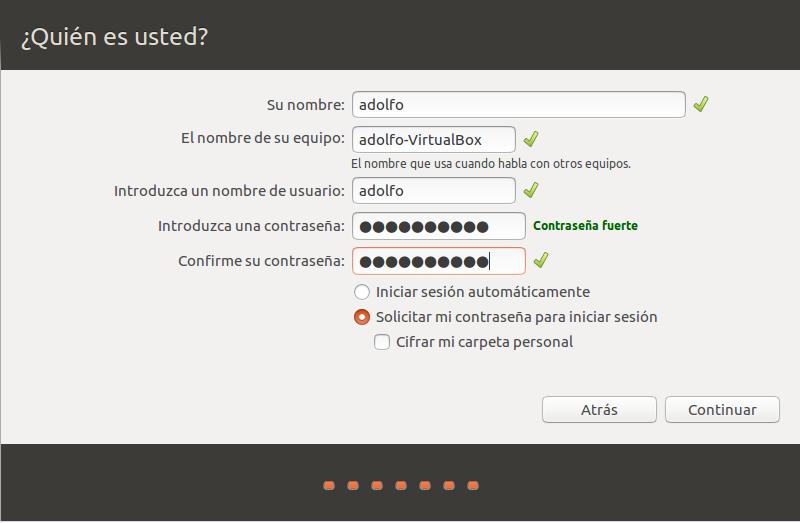 ¿Quién es usted?
Su nombre: adolfo
El nombre de su equipo: adolfo-VirtualBox
El nombre que usa cuando habla con otros equipos.
Introduzca un nombre de usuario: adolfo
Introduzca una contraseña: ●●●●●●●●●● Contraseña fuerte
Confirme su contraseña: ●●●●●●●●●●
Iniciar sesión automáticamente
Solicitar mi contraseña para iniciar sesión
Cifrar mi carpeta personal
Atrás Continuar